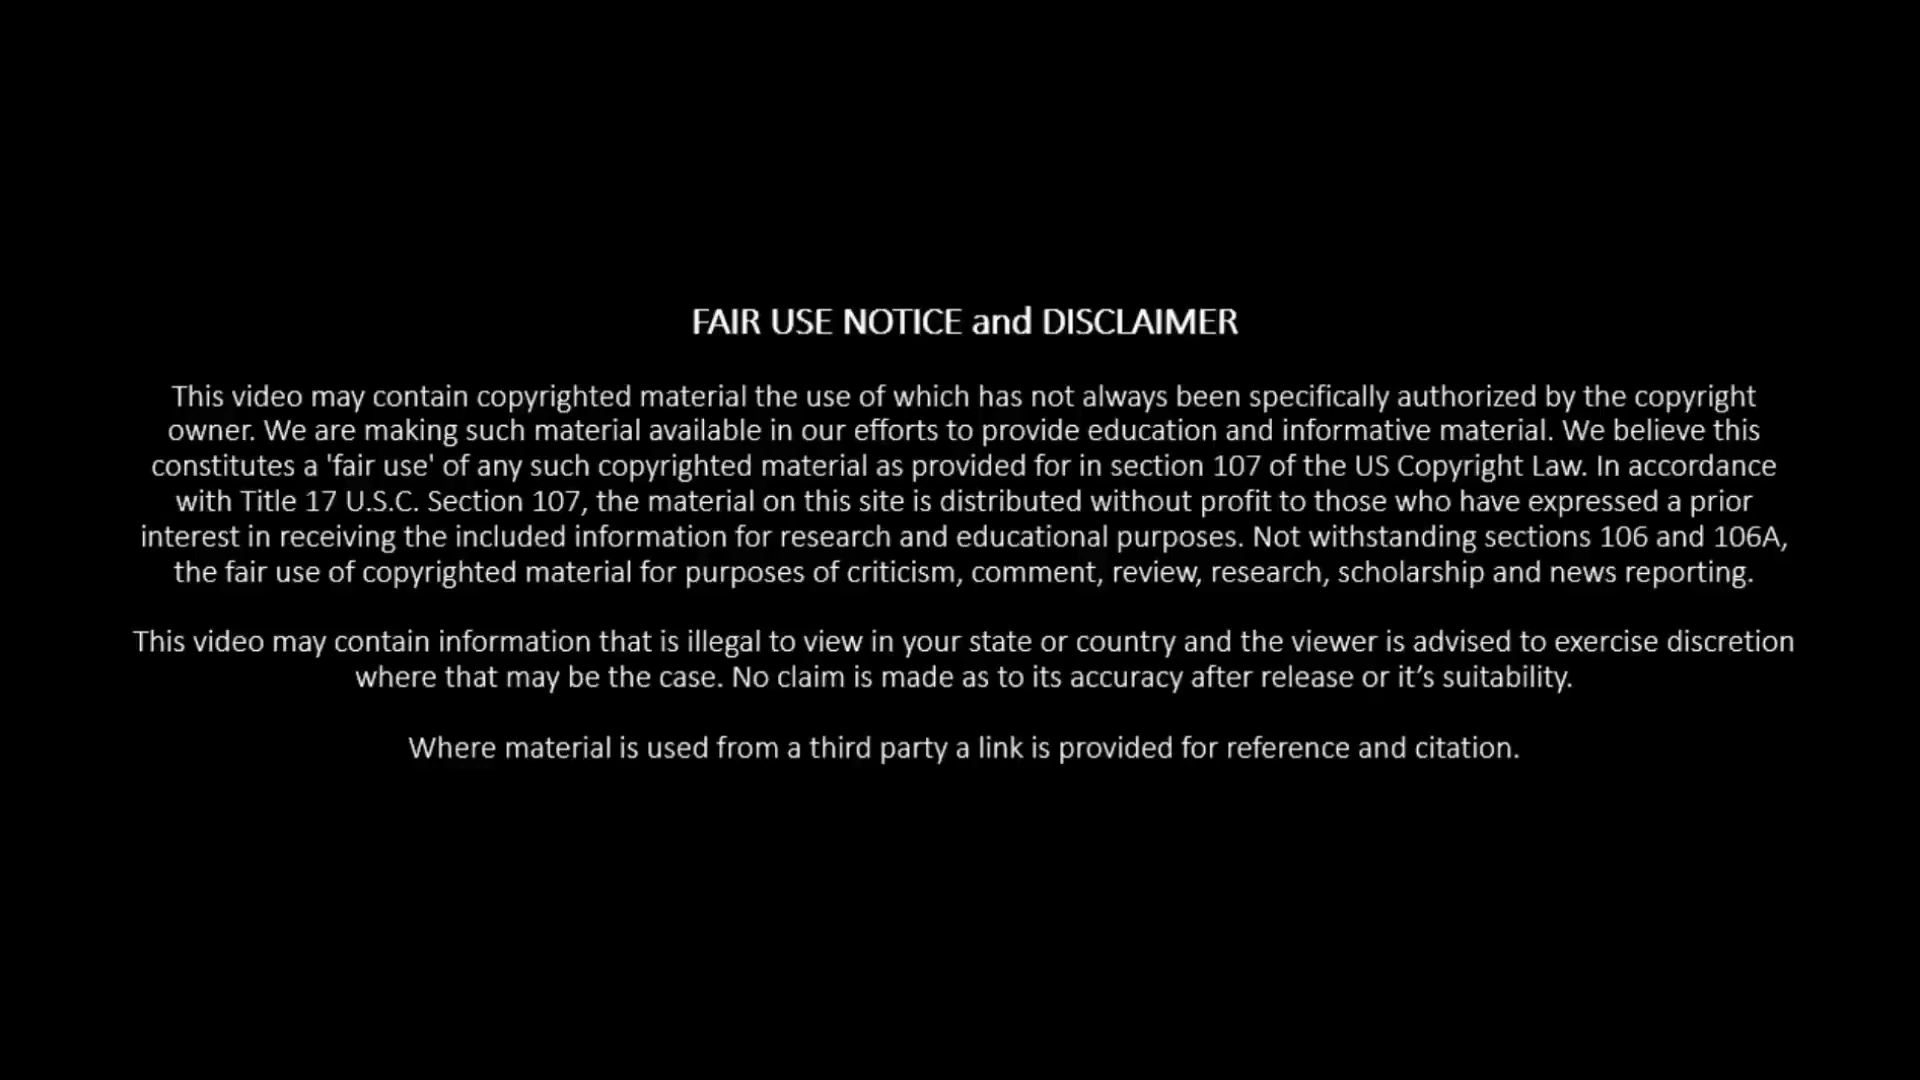 FAIR USE NOTICE and DISCLAIMER
This video may contain copyrighted material the use of which has not always been specifically authorized by the copyright
owner. We are making such material available in our efforts to provide education and informative material. We believe this
constitutes a 'fair use' of any such copyrighted material as provided for in section 107 of the US Copyright Law. In accordance
with Title 17 U.S.C. Section 107, the material on this site is distributed without profit to those who have expressed a prior
interest in receiving the included information for research and educational purposes. Not withstanding sections 106 and 106A,
the fair use of copyrighted material for purposes of criticism, comment, review, research, scholarship and news reporting.
This video may contain information that is illegal to view in your state or country and the viewer is advised to exercise discretion
where that may be the case. No claim is made as to its accuracy after release or it’s suitability.
Where material is used from a third party a link is provided for reference and citation.